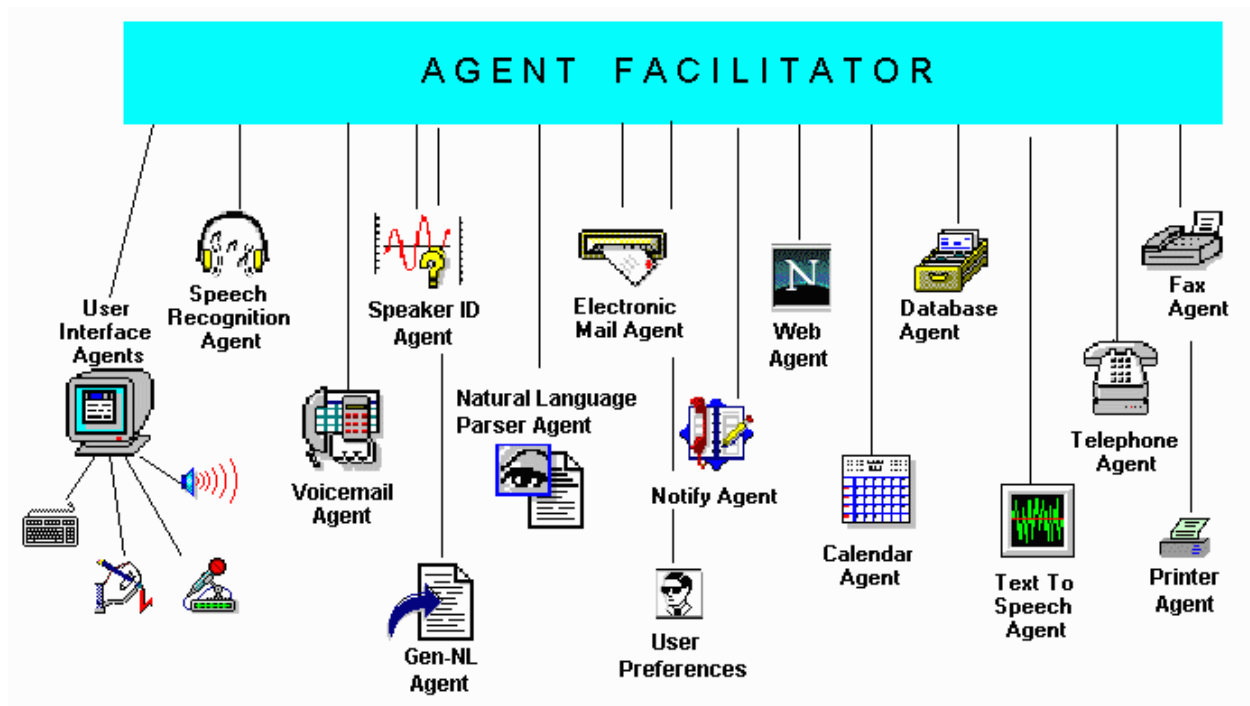 AGENT FACILITATOR
User
Interface
Agents
Speech
Recognition
Agent
Speaker ID
Agent
Electronic
Mail Agent
N
Web
Agent
Database
Agent
Fax
Agent
Natural Language
Parser Agent
Voicemail
Agent
Notify Agent
Telephone
Agent
Calendar
Agent
Text To
Speech
Agent
Printer
Agent
Gen-NL
Agent
User
Preferences